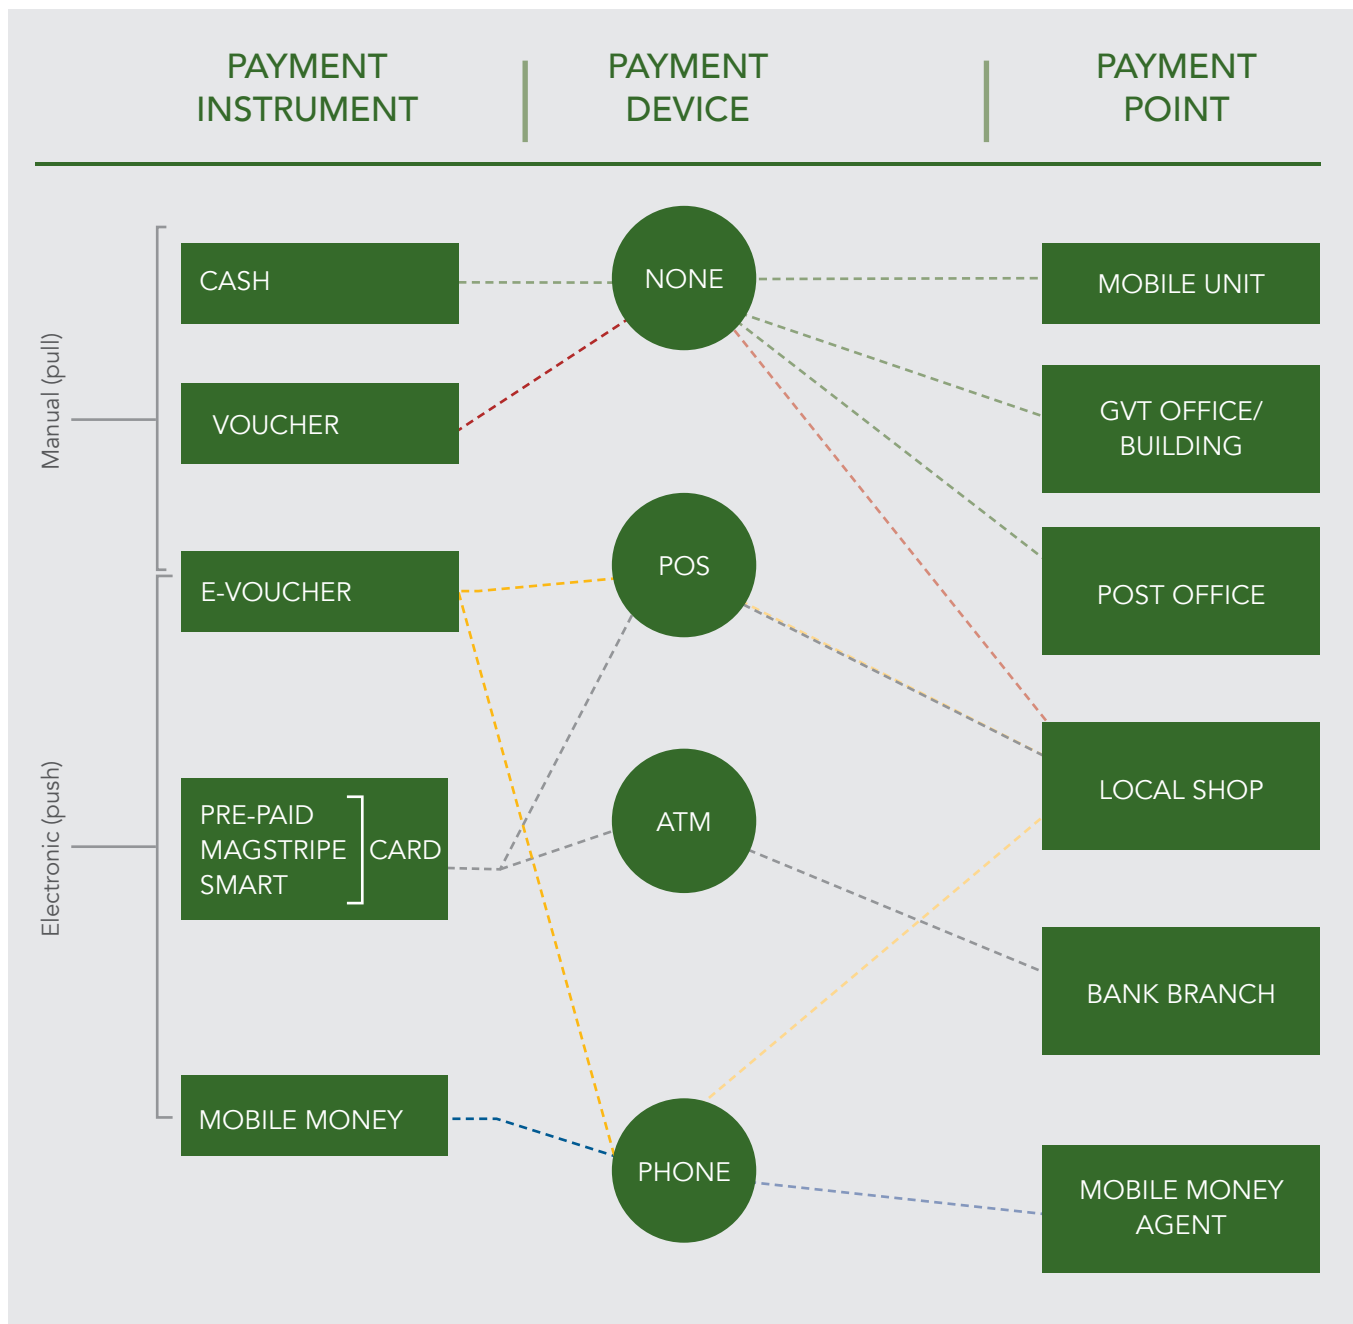 PAYMENT
INSTRUMENT
PAYMENT
DEVICE
PAYMENT
POINT
Manual (pull)
CASH
VOUCHER
Electronic (push)
E-VOUCHER
PRE-PAID
MAGSTRIPE
SMART
CARD
MOBILE MONEY
NONE
POS
ATM
PHONE
MOBILE UNIT
GVT OFFICE/
BUILDING
POST OFFICE
LOCAL SHOP
BANK BRANCH
MOBILE MONEY
AGENT